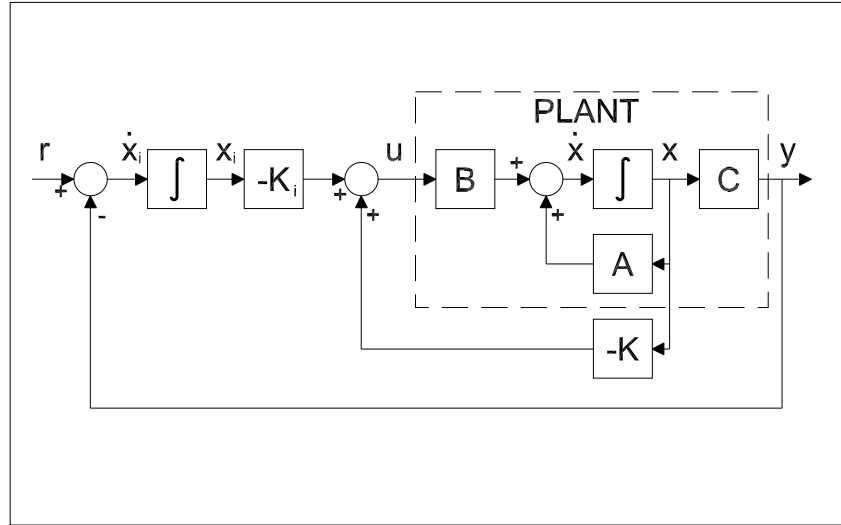 PLANT
r
ẋi
xi
u
ẋ
x
y
+
-
∫
-Ki
+
+
B
+
+
∫
C
A
-K